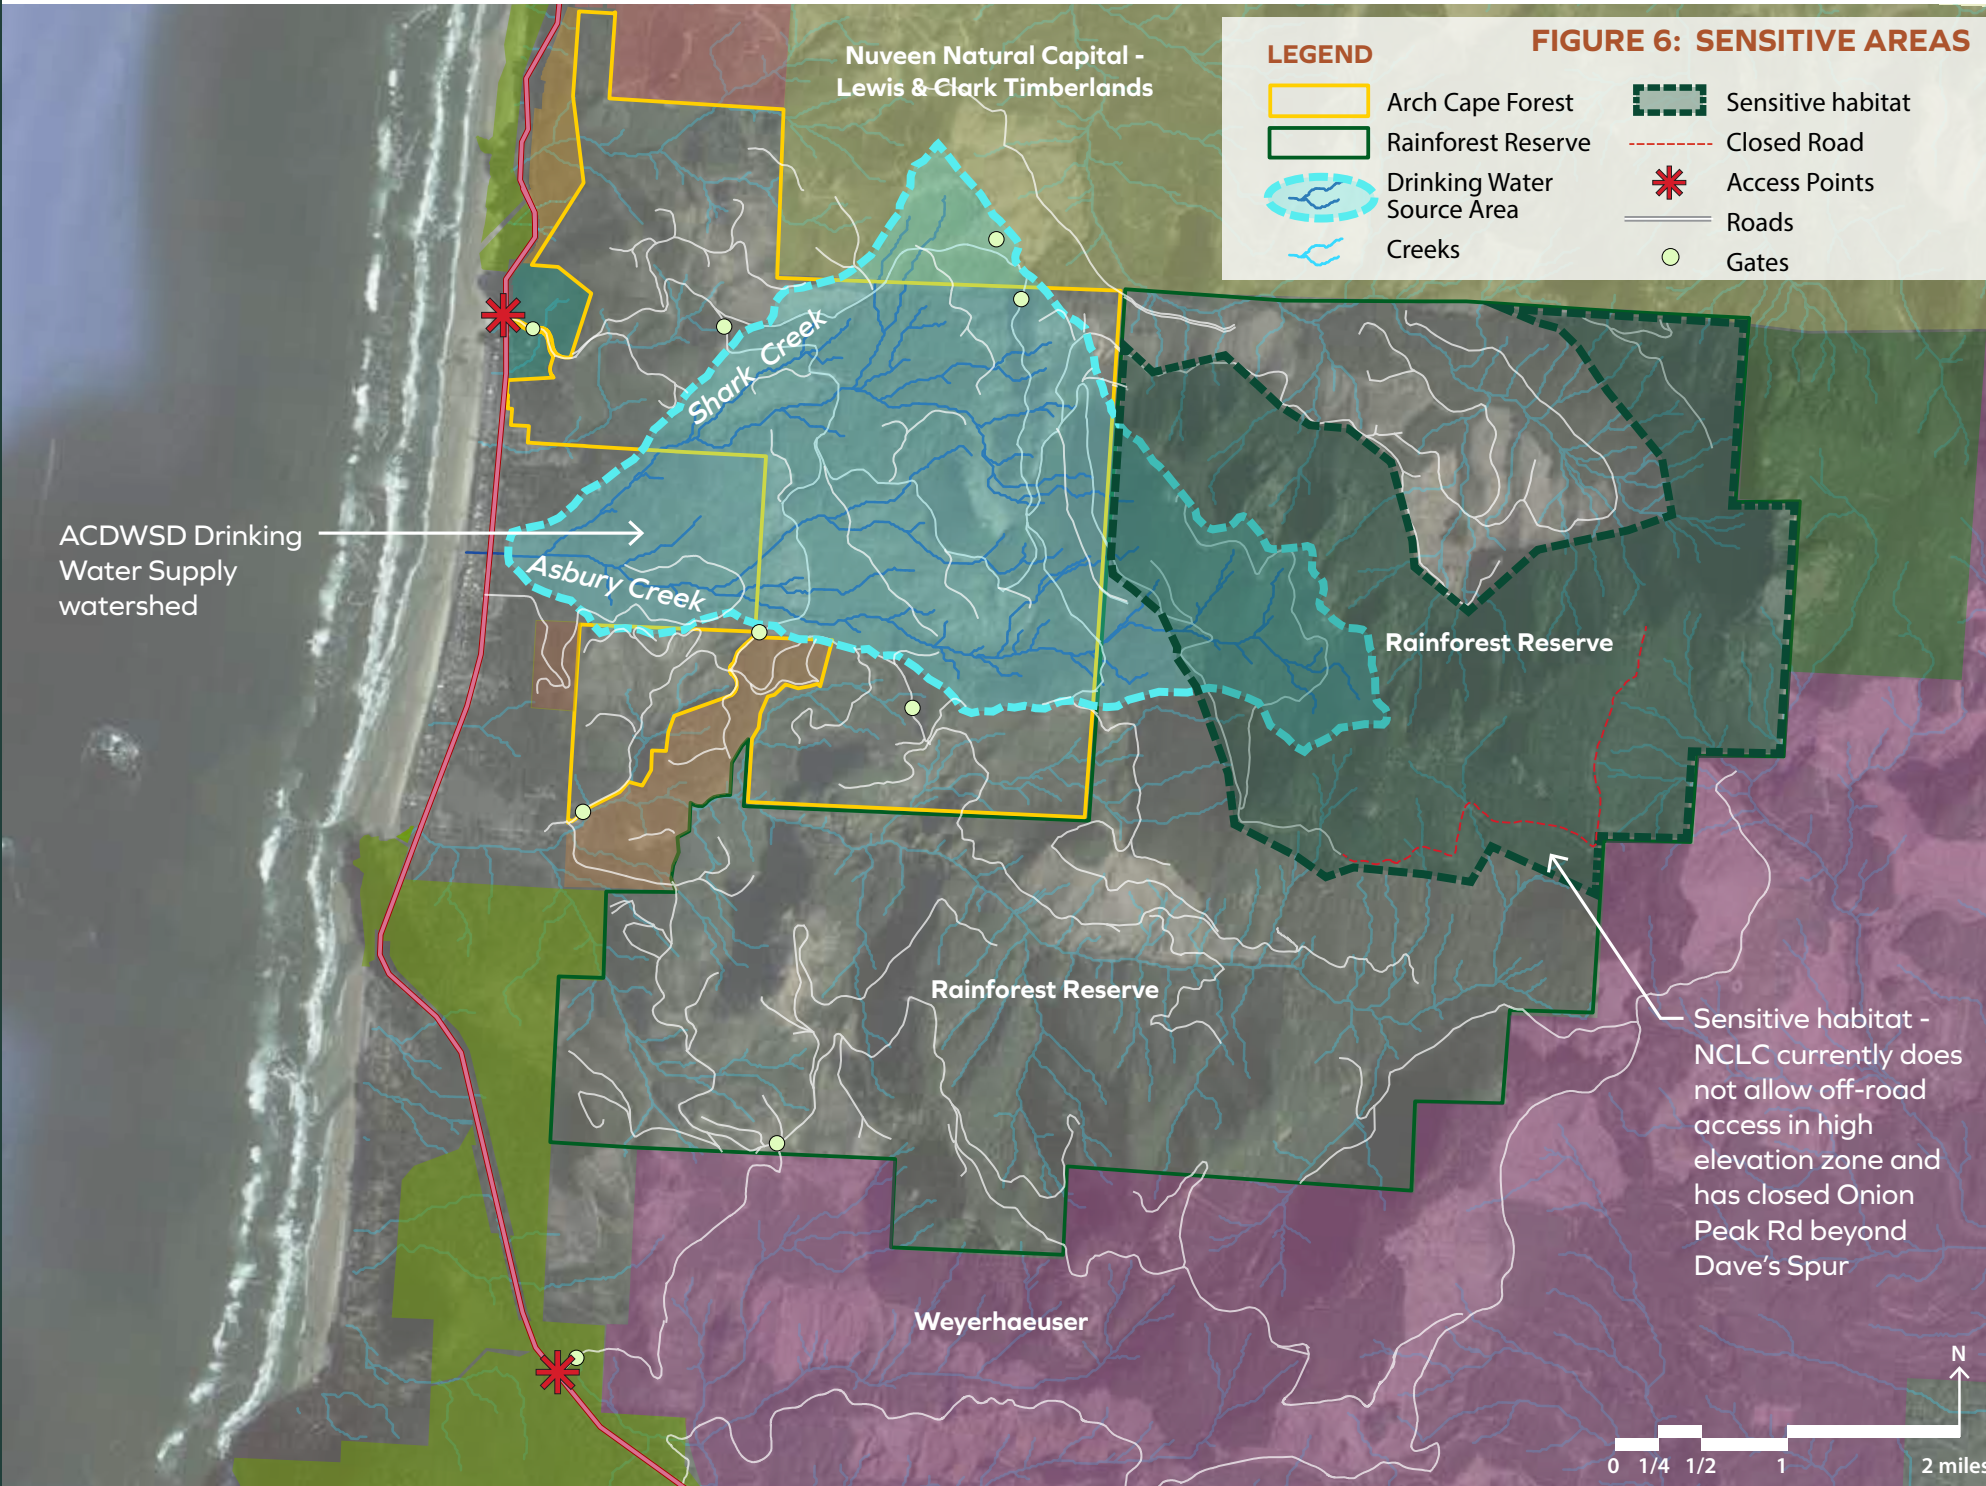 FIGURE 6: SENSITIVE AREAS
LEGEND
Arch Cape Forest
Rainforest Reserve
Drinking Water
Source Area
Creeks
Sensitive habitat
Closed Road
Access Points
Roads
Gates
Nuveen Natural Capital -
Lewis & Clark Timberlands
Shark Creek
ACDWSD Drinking
Water Supply
watershed
Asbury Creek
Rainforest Reserve
Rainforest Reserve
Sensitive habitat -
NCLC currently does
not allow off-road
access in high
elevation zone and
has closed Onion
Peak Rd beyond
Dave's Spur
Weyerhaeuser
N
0 1/4 1/2 1 2 miles